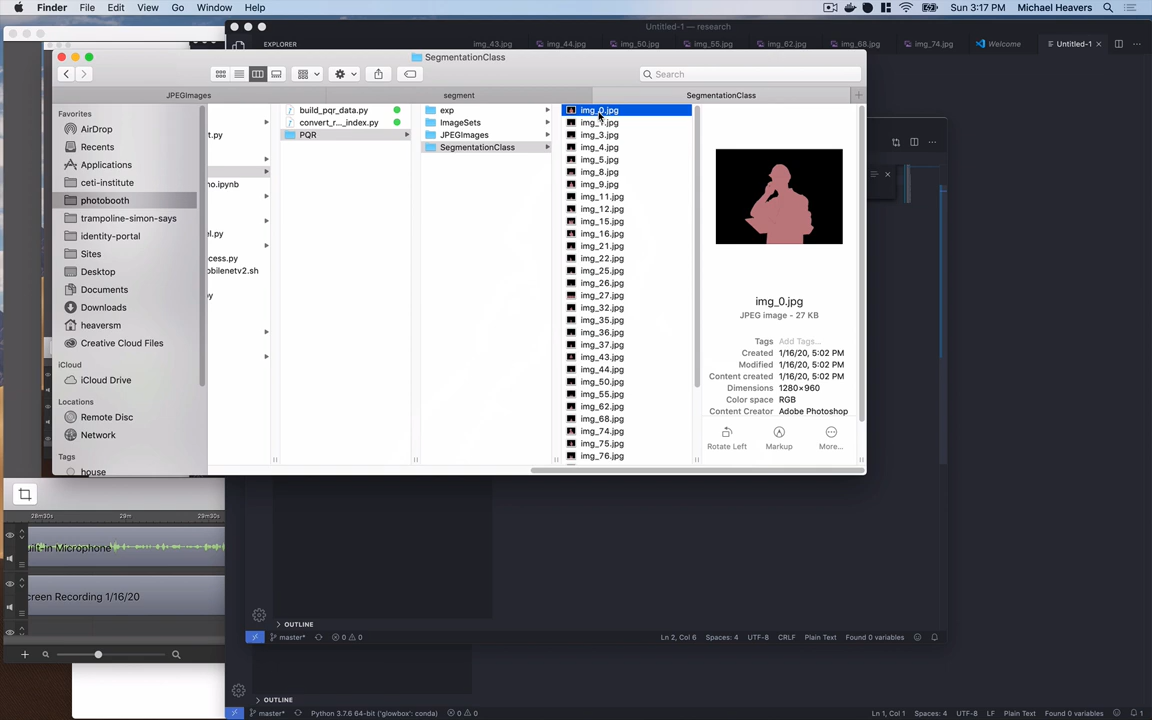 Finder File Edit View Go Window Help
Sun 3:17 PM Michael Heavers
Untitled-1 — research
EXPLORER
img_43.jpg img_44.jpg img_50.jpg img_55.jpg img_62.jpg img_68.jpg img_74.jpg Welcome Untitled-1
SegmentationClass
Search
JPEGImages segment SegmentationClass
Favorites
AirDrop
Recents
Applications
ceti-institute
photobooth
trampoline-simon-says
identity-portal
Sites
Desktop
Documents
Downloads
heaversm
Creative Cloud Files
iCloud
iCloud Drive
Locations
Remote Disc
Network
Tags
house
build_pqr_data.py
convert_r..._index.py
PQR
exp
ImageSets
JPEGImages
SegmentationClass
img_0.jpg
img_1.jpg
img_3.jpg
img_4.jpg
img_5.jpg
img_8.jpg
img_9.jpg
img_11.jpg
img_12.jpg
img_15.jpg
img_16.jpg
img_21.jpg
img_22.jpg
img_25.jpg
img_26.jpg
img_27.jpg
img_32.jpg
img_35.jpg
img_36.jpg
img_37.jpg
img_43.jpg
img_44.jpg
img_50.jpg
img_55.jpg
img_62.jpg
img_68.jpg
img_74.jpg
img_75.jpg
img_76.jpg
img_0.jpg
JPEG image - 27 KB
Tags Add Tags...
Created 1/16/20, 5:02 PM
Modified 1/16/20, 5:02 PM
Content created 1/16/20, 5:02 PM
Dimensions 1280×960
Color space RGB
Content Creator Adobe Photoshop
Rotate Left Markup More...
28m30s 29m 29m30s
uilt-in Microphone
creen Recording 1/16/20
OUTLINE
master* 0 0 Ln 2, Col 6 Spaces: 4 UTF-8 CRLF Plain Text Found 0 variables
OUTLINE
master* Python 3.7.6 64-bit ('glowbox': conda) 0 0 Ln 1, Col 1 Spaces: 4 UTF-8 LF Plain Text Found 0 variables 1